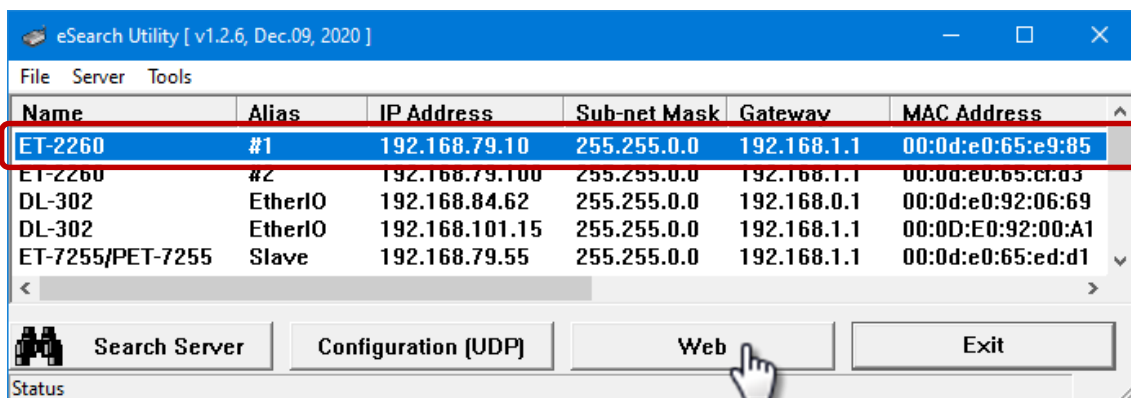 eSearch Utility [ v1.2.6, Dec.09, 2020 ]
File Server Tools
Name Alias IP Address Sub-net Mask Gateway MAC Address
ET-2260 #1 192.168.79.10 255.255.0.0 192.168.1.1 00:0d:e0:65:e9:85
ET-2260 #2 192.168.79.100 255.255.0.0 192.168.1.1 00:0d:e0:65:cf:d3
DL-302 EtherIO 192.168.84.62 255.255.0.0 192.168.0.1 00:0d:e0:92:06:69
DL-302 EtherIO 192.168.101.15 255.255.0.0 192.168.1.1 00:0D:E0:92:00:A1
ET-7255/PET-7255 Slave 192.168.79.55 255.255.0.0 192.168.1.1 00:0d:e0:65:ed:d1
Search Server Configuration (UDP) Web Exit
Status